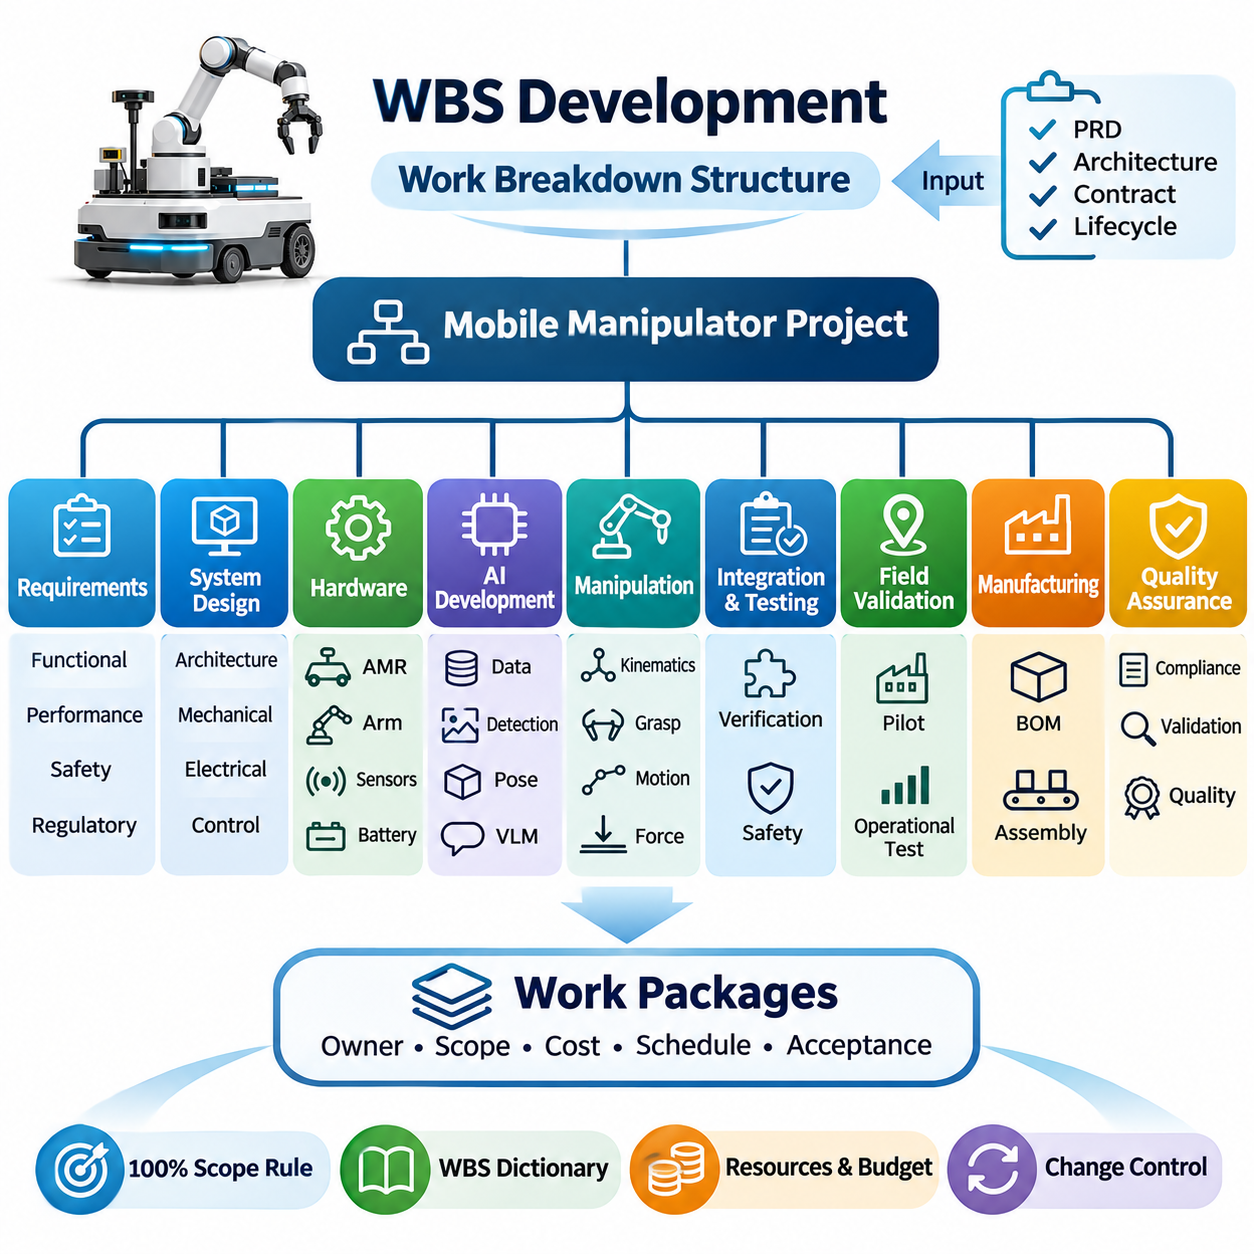 WBS Development
Work Breakdown Structure
Input
PRD
Architecture
Contract
Lifecycle
Mobile Manipulator Project
Requirements
Functional
Performance
Safety
Regulatory
System
Design
Architecture
Mechanical
Electrical
Control
Hardware
AMR
Arm
Sensors
Battery
AI
Development
Data
Detection
Pose
VLM
Manipulation
Kinematics
Grasp
Motion
Force
Integration
& Testing
Verification
Safety
Field
Validation
Pilot
Operational
Test
Manufacturing
BOM
Assembly
Quality
Assurance
Compliance
Validation
Quality
Work Packages
Owner • Scope • Cost • Schedule • Acceptance
100% Scope Rule
WBS Dictionary
Resources & Budget
Change Control